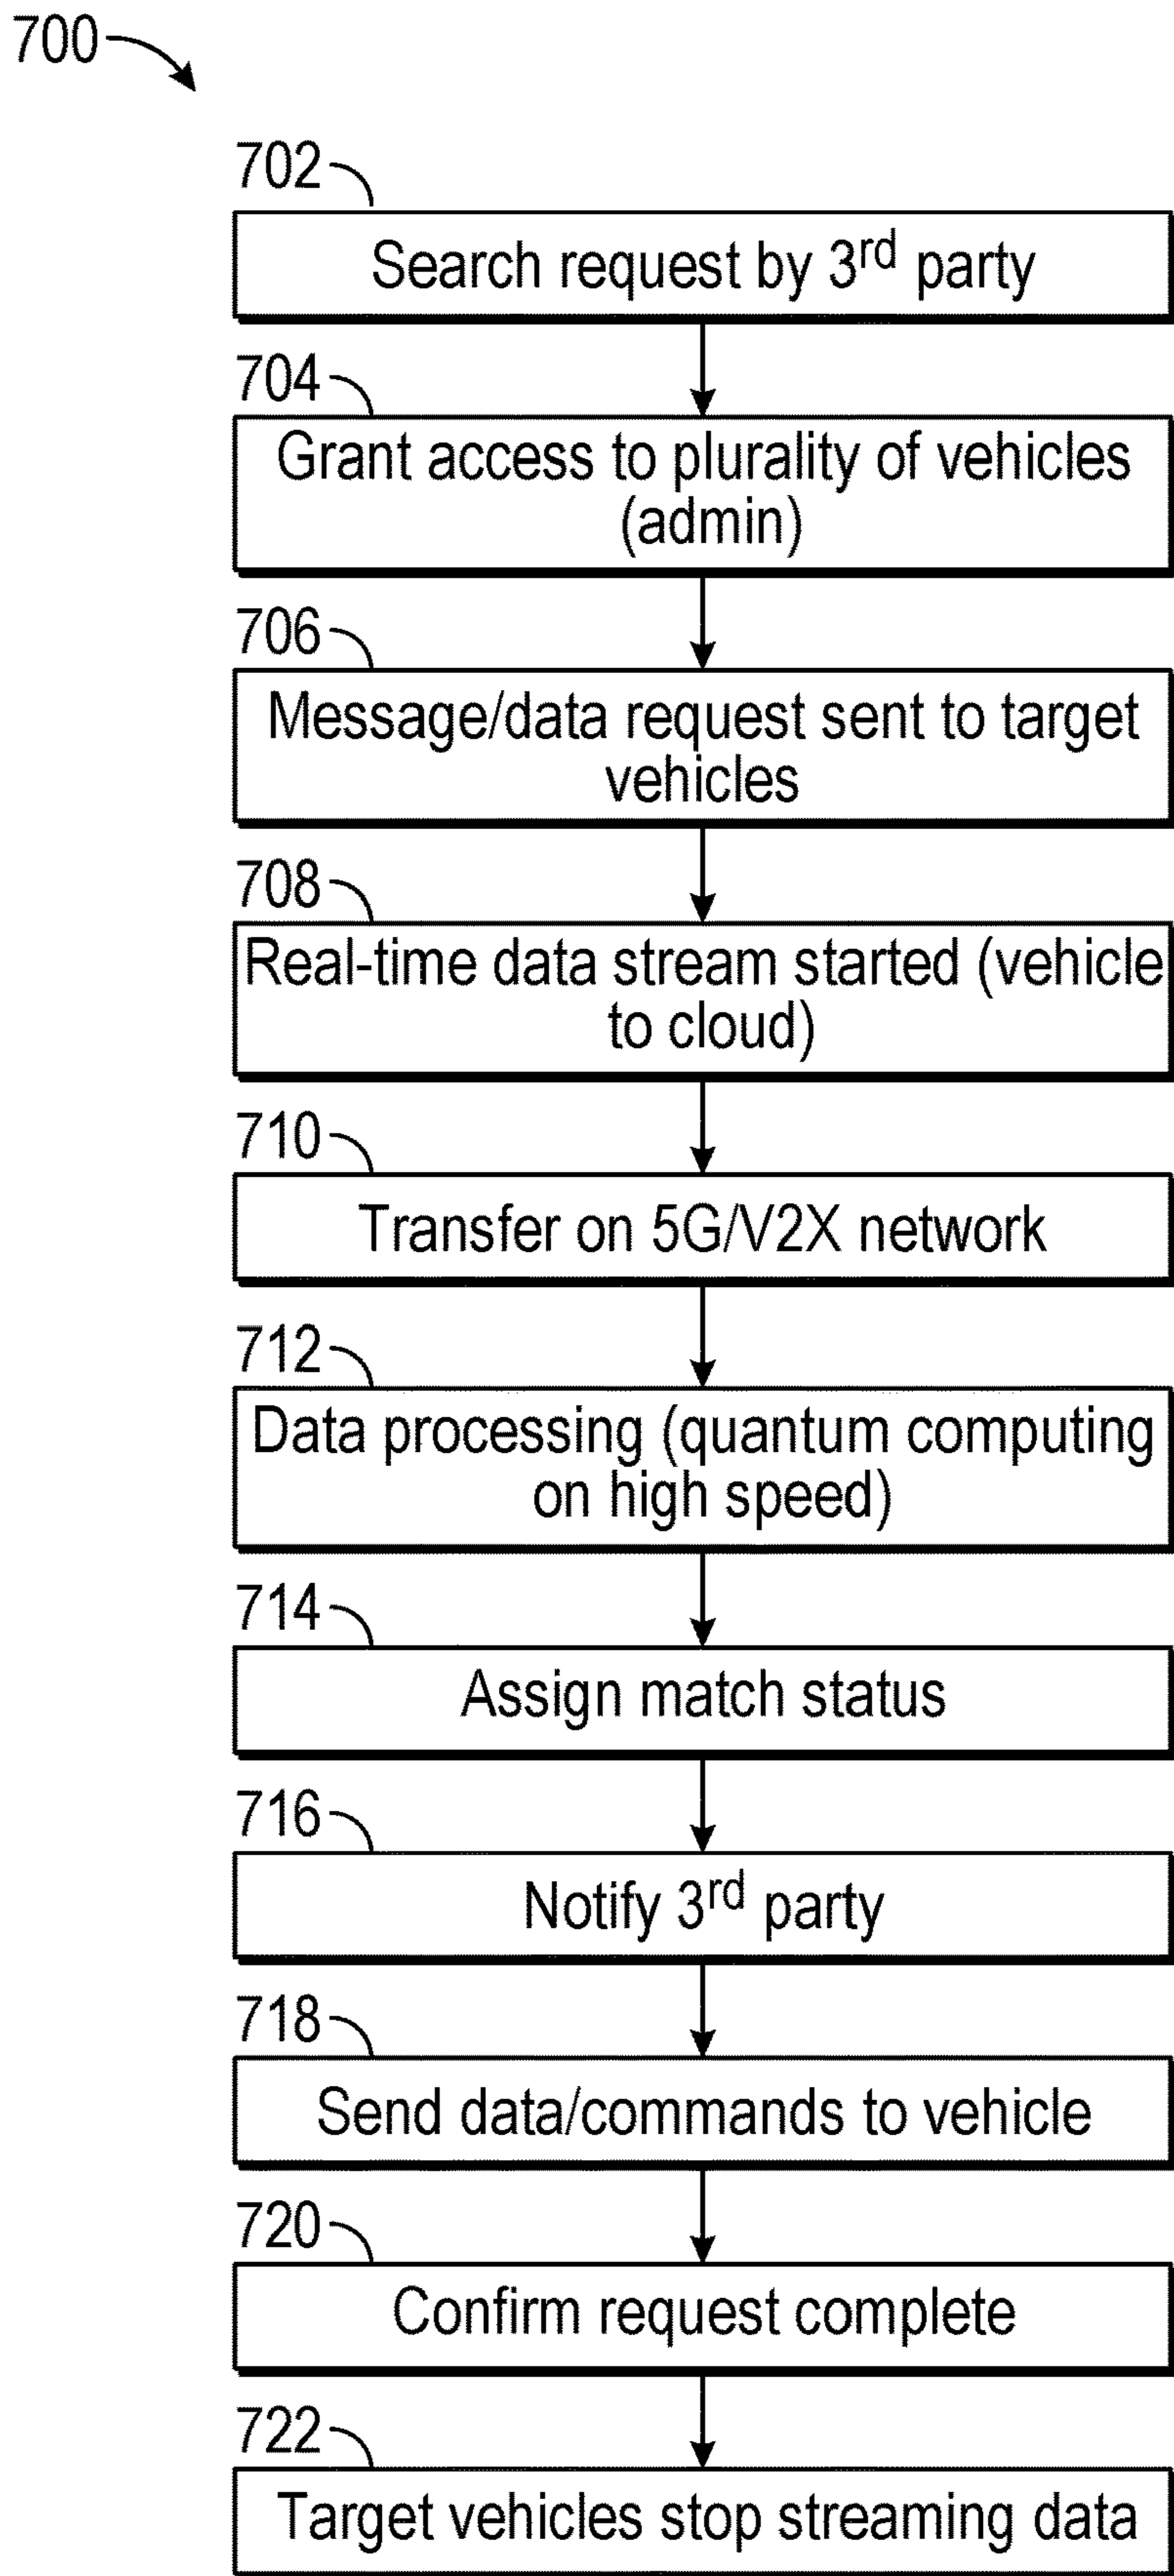 700
702
Search request by 3rd party
704
Grant access to plurality of vehicles
(admin)
706
Message/data request sent to target
vehicles
708
Real-time data stream started (vehicle
to cloud)
710
Transfer on 5G/V2X network
712
Data processing (quantum computing
on high speed)
714
Assign match status
716
Notify 3rd party
718
Send data/commands to vehicle
720
Confirm request complete
722
Target vehicles stop streaming data